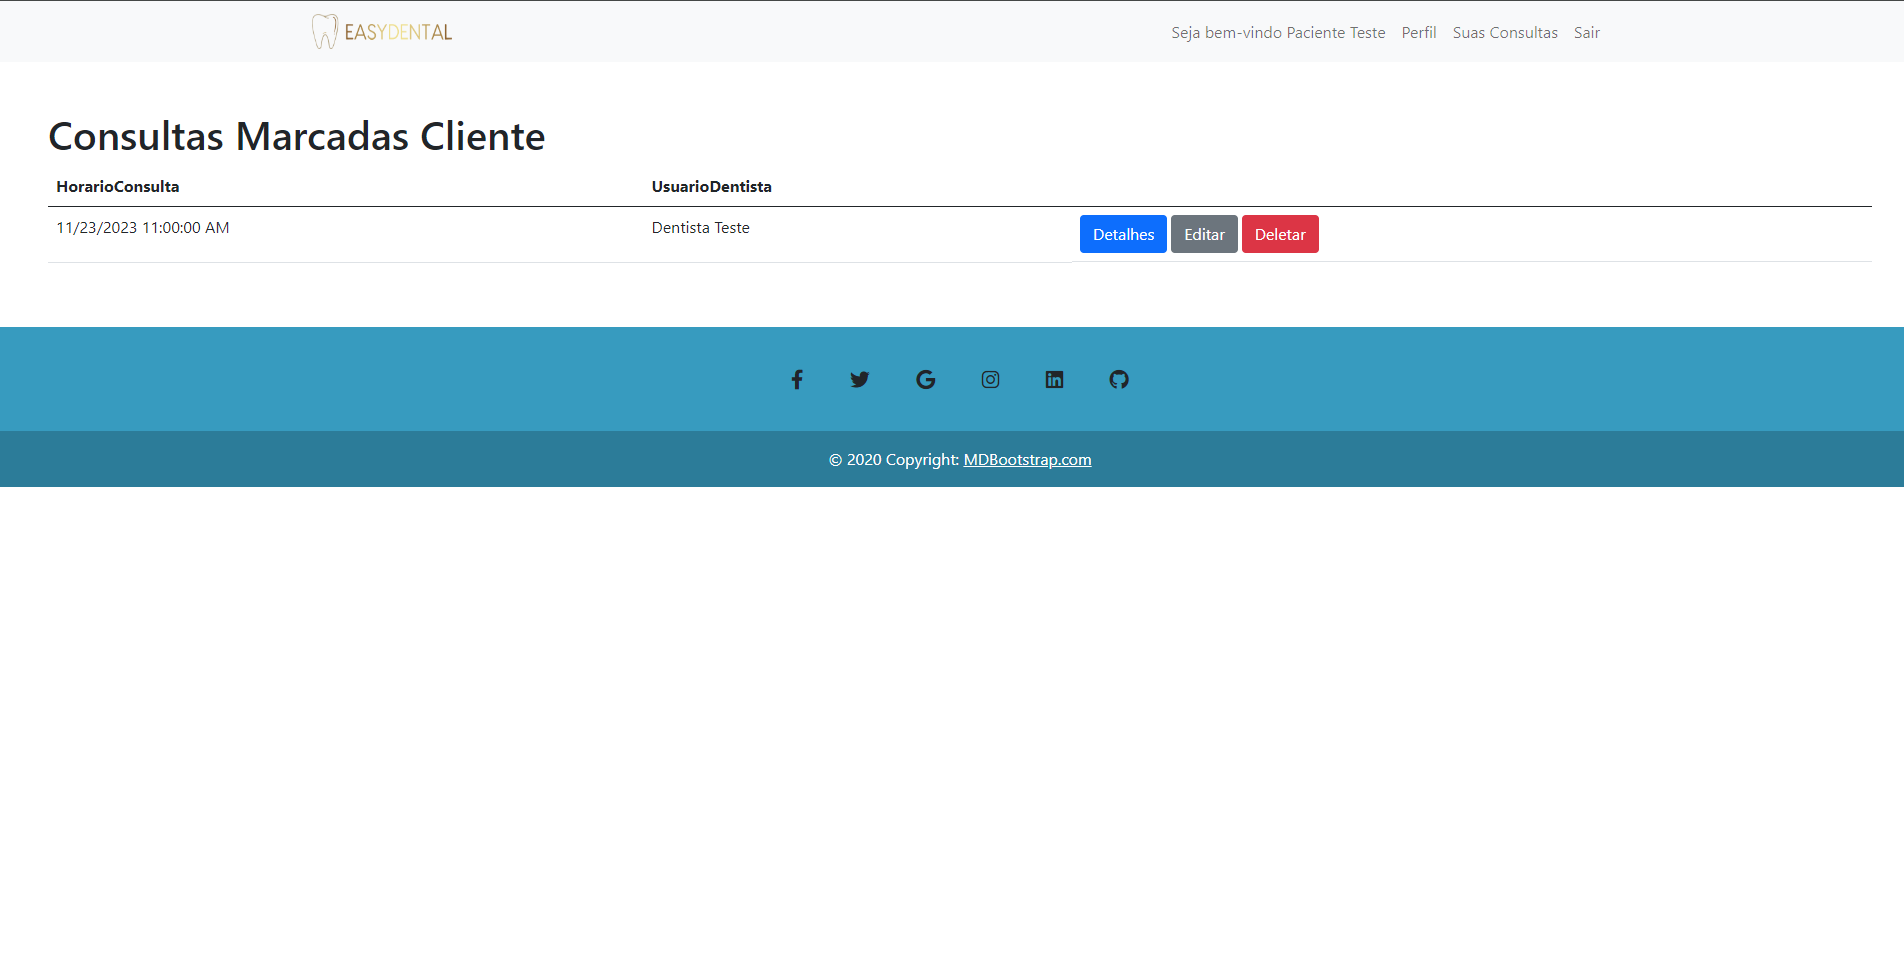 EASYDENTAL
Seja bem-vindo Paciente Teste Perfil Suas Consultas Sair
Consultas Marcadas Cliente
HorarioConsulta UsuarioDentista
11/23/2023 11:00:00 AM Dentista Teste Detalhes Editar Deletar
© 2020 Copyright: MDBootstrap.com